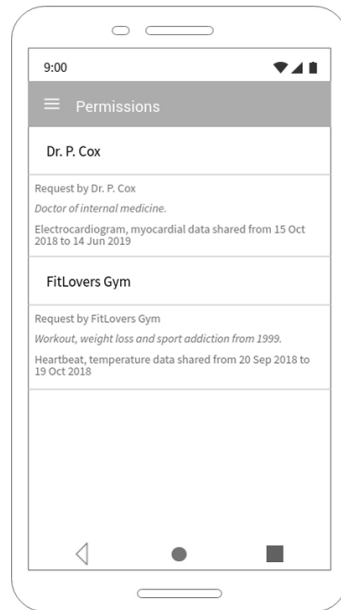 9:00
Permissions
Dr. P. Cox
Request by Dr. P. Cox
Doctor of internal medicine.
Electrocardiogram, myocardial data shared from 15 Oct
2018 to 14 Jun 2019
FitLovers Gym
Request by FitLovers Gym
Workout, weight loss and sport addiction from 1999.
Heartbeat, temperature data shared from 20 Sep 2018 to
19 Oct 2018